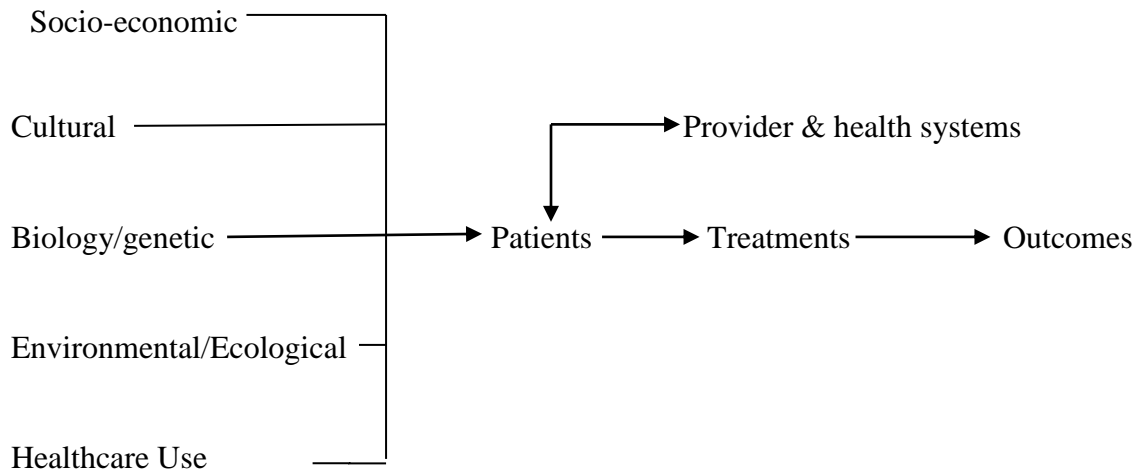 Socio-economic
Cultural
Provider & health systems
Biology/genetic
Patients
Treatments
Outcomes
Environmental/Ecological
Healthcare Use